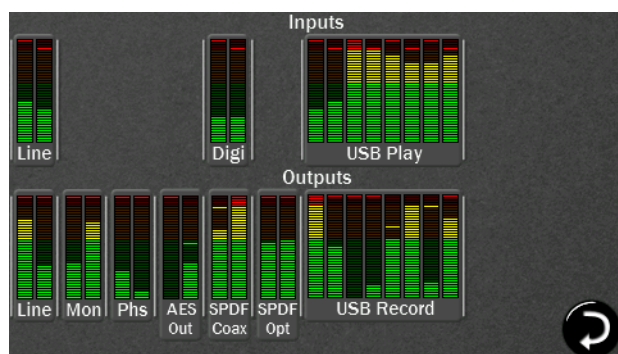 Inputs
Line Digi USB Play
Outputs
Line Mon Phs AES Out SPDF Coax SPDF Opt USB Record